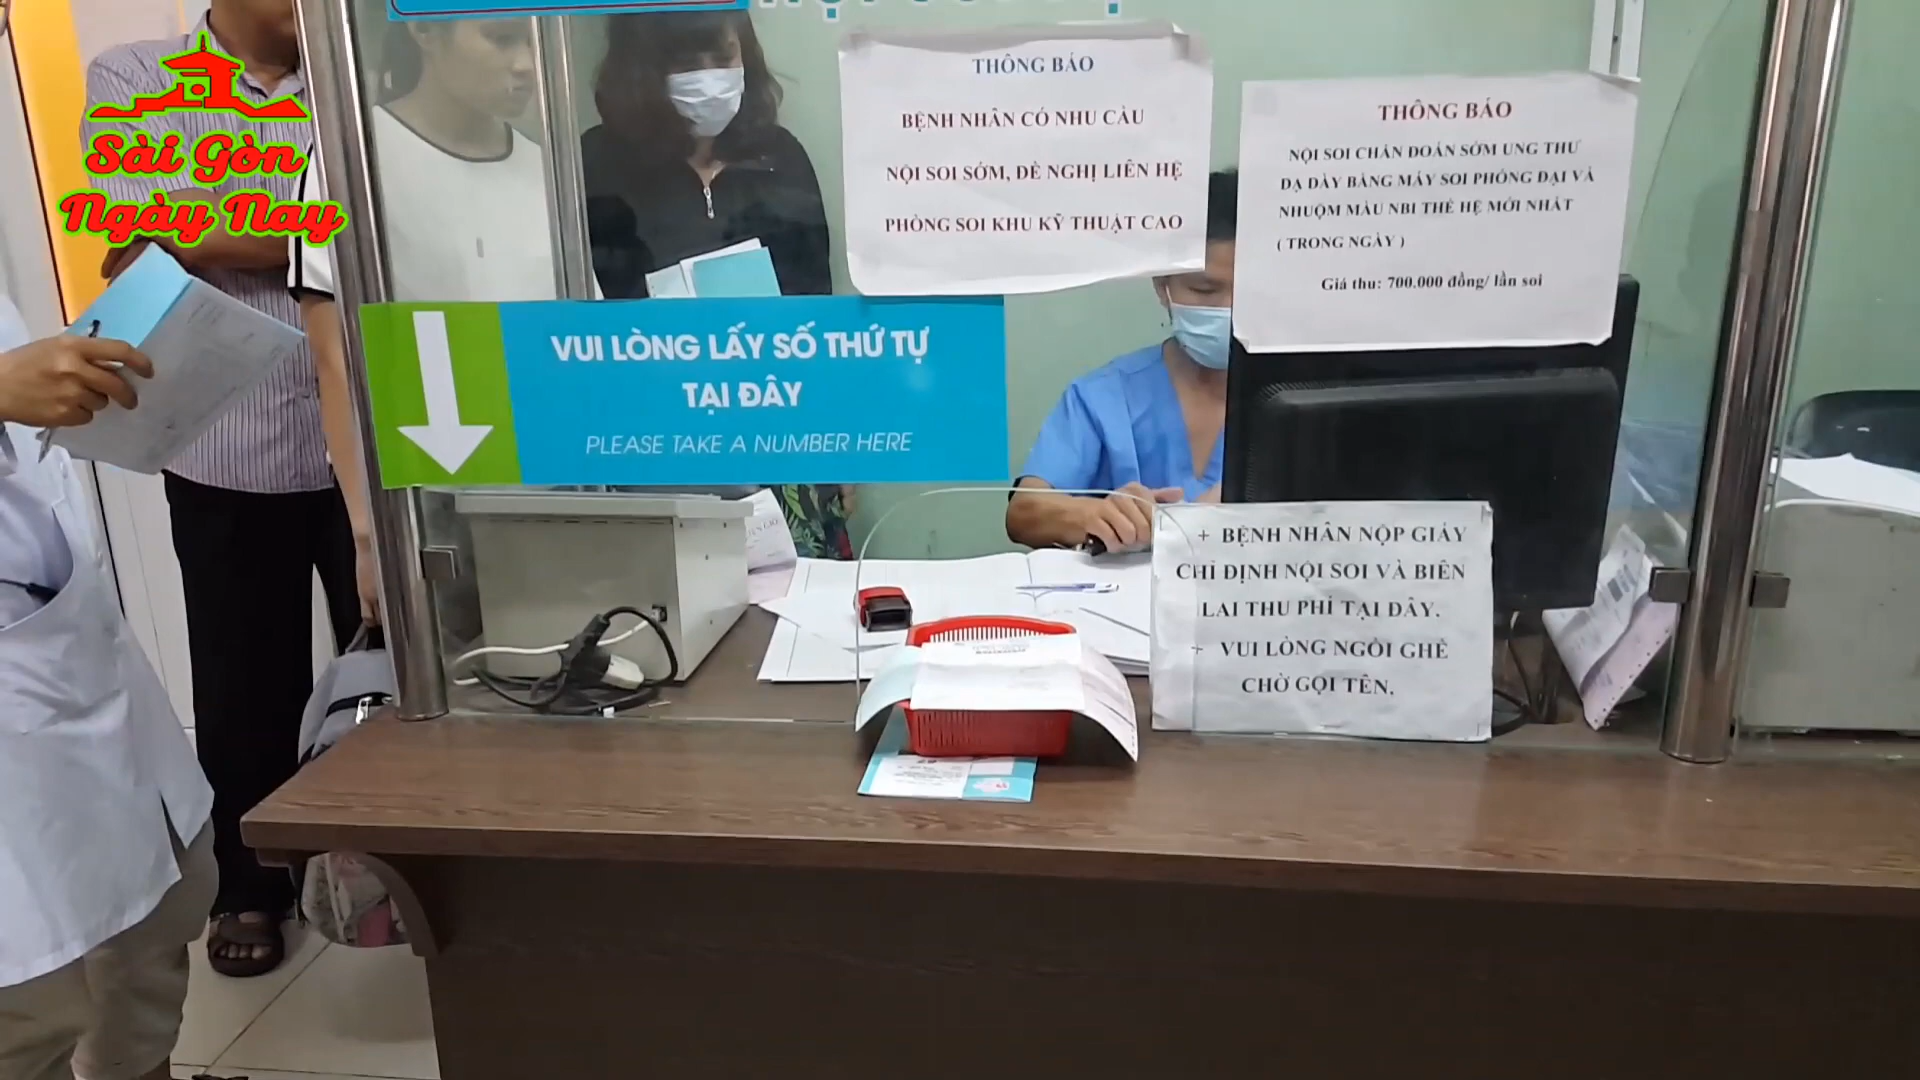 Sài Gòn
Ngày Nay
THÔNG BÁO
BỆNH NHÂN CÓ NHU CẦU
NỘI SOI SỚM, ĐỀ NGHỊ LIÊN HỆ
PHÒNG SOI KHU KỸ THUẬT CAO
THÔNG BÁO
NỘI SOI CHẨN ĐOÁN SỚM UNG THƯ
DẠ DÀY BẰNG MÁY SOI PHÓNG ĐẠI VÀ
NHUỘM MÀU NBI THẾ HỆ MỚI NHẤT
( TRONG NGÀY )
Giá thu: 700.000 đồng/ lần soi
VUI LÒNG LẤY SỐ THỨ TỰ
TẠI ĐÂY
PLEASE TAKE A NUMBER HERE
+ BỆNH NHÂN NỘP GIẤY
CHỈ ĐỊNH NỘI SOI VÀ BIÊN
LAI THU PHÍ TẠI ĐÂY.
+ VUI LÒNG NGỒI GHẾ
CHỜ GỌI TÊN.